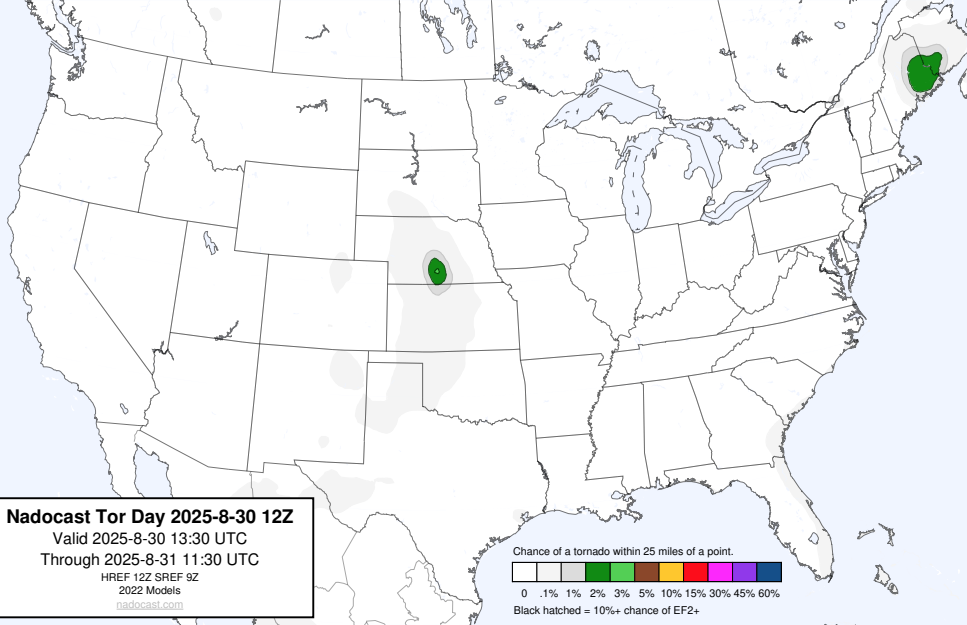 Nadocast Tor Day 2025-8-30 12Z
Valid 2025-8-30 13:30 UTC
Through 2025-8-31 11:30 UTC
HREF 12Z SREF 9Z
2022 Models
nadocast.com
Chance of a tornado within 25 miles of a point.
0 .1% 1% 2% 3% 5% 10% 15% 30% 45% 60%
Black hatched = 10%+ chance of EF2+